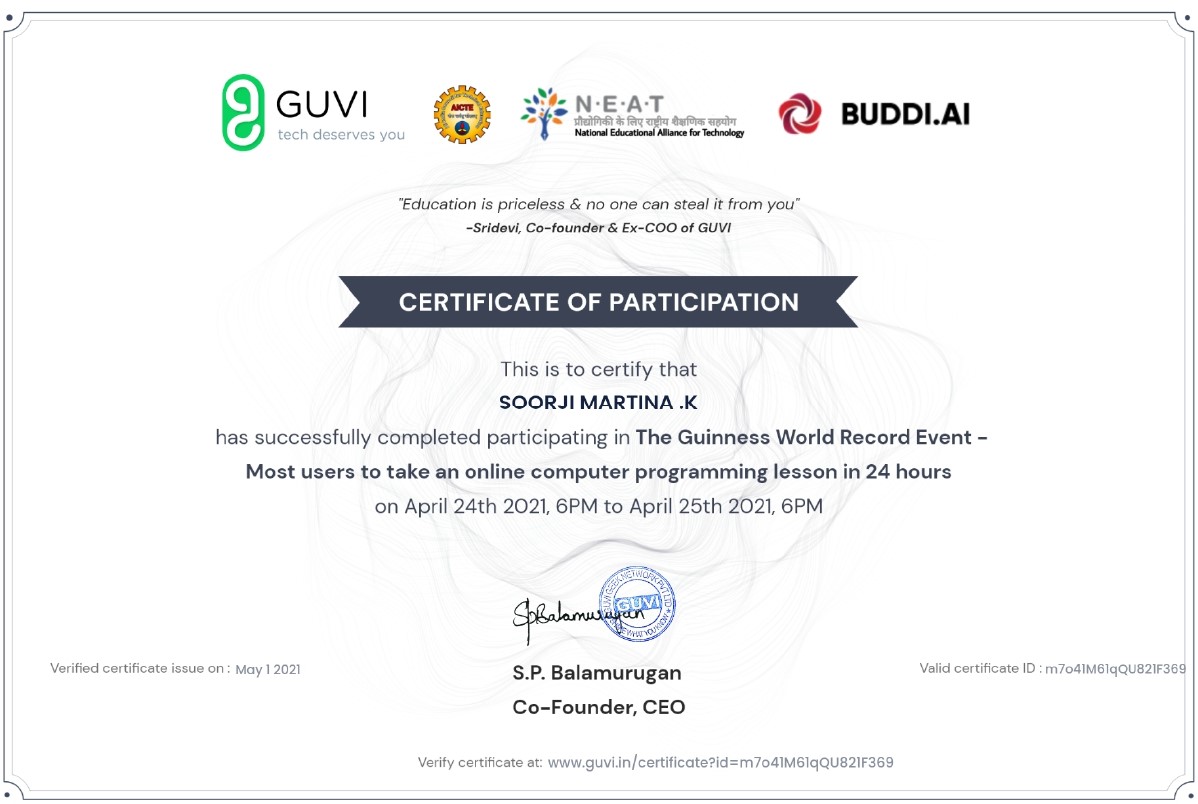 GUVI
tech deserves you
AICTE
N·E·A·T
प्रौद्योगिकी के लिए राष्ट्रीय शैक्षणिक सहयोग
National Educational Alliance for Technology
BUDDI.AI
"Education is priceless & no one can steal it from you"
-Sridevi, Co-founder & Ex-COO of GUVI
CERTIFICATE OF PARTICIPATION
This is to certify that
SOORJI MARTINA .K
has successfully completed participating in The Guinness World Record Event -
Most users to take an online computer programming lesson in 24 hours
on April 24th 2021, 6PM to April 25th 2021, 6PM
SpBalamurugan
GUVI GEEK NETWORK PVT LTD
GUVI
Verified certificate issue on : May 1 2021
Valid certificate ID : m7o41M61qQU821F369
S.P. Balamurugan
Co-Founder, CEO
Verify certificate at: www.guvi.in/certificate?id=m7o41M61qQU821F369